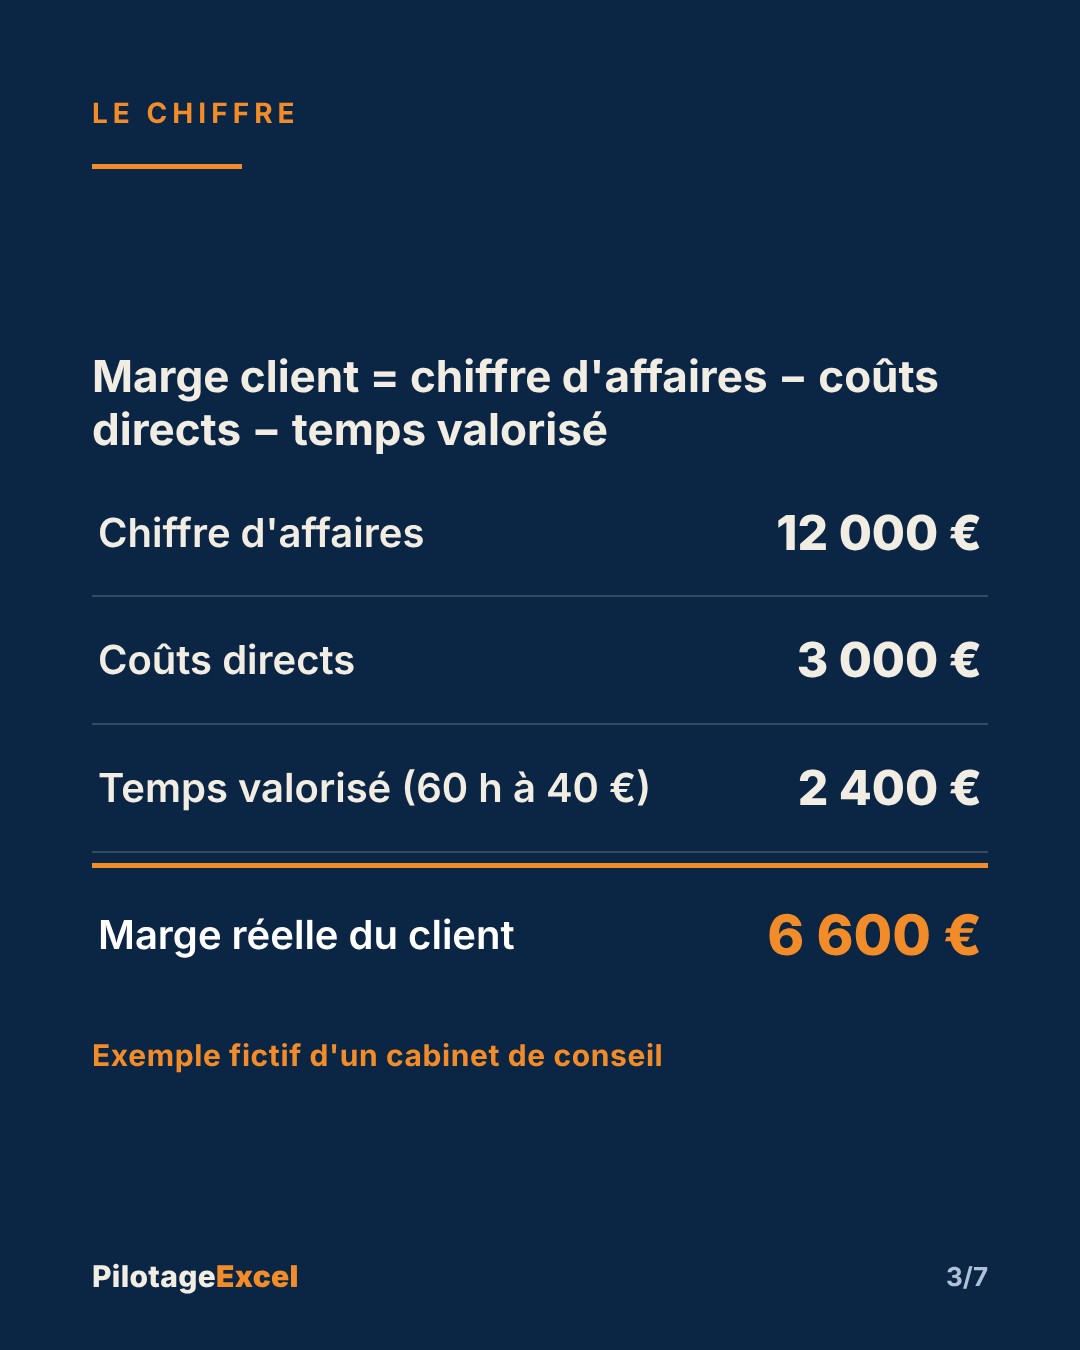 LE CHIFFRE
Marge client = chiffre d'affaires – coûts
directs – temps valorisé
Chiffre d'affaires 12 000 €
Coûts directs 3 000 €
Temps valorisé (60 h à 40 €) 2 400 €
Marge réelle du client 6 600 €
Exemple fictif d'un cabinet de conseil
PilotageExcel 3/7